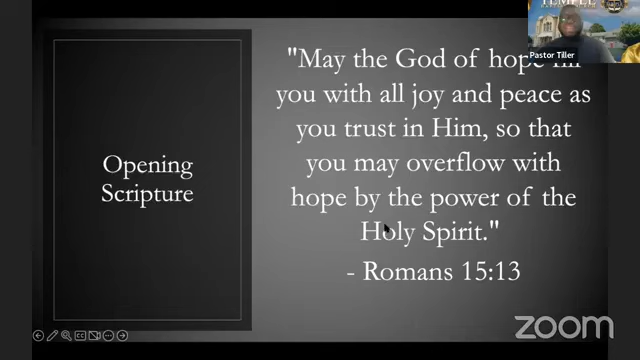 TEMPLE
Pastor Tiller
Opening
Scripture
"May the God of hope
you with all joy and peace as
you trust in Him, so that
you may overflow with
hope by the power of the
Holy Spirit."
- Romans 15:13
CC
zoom